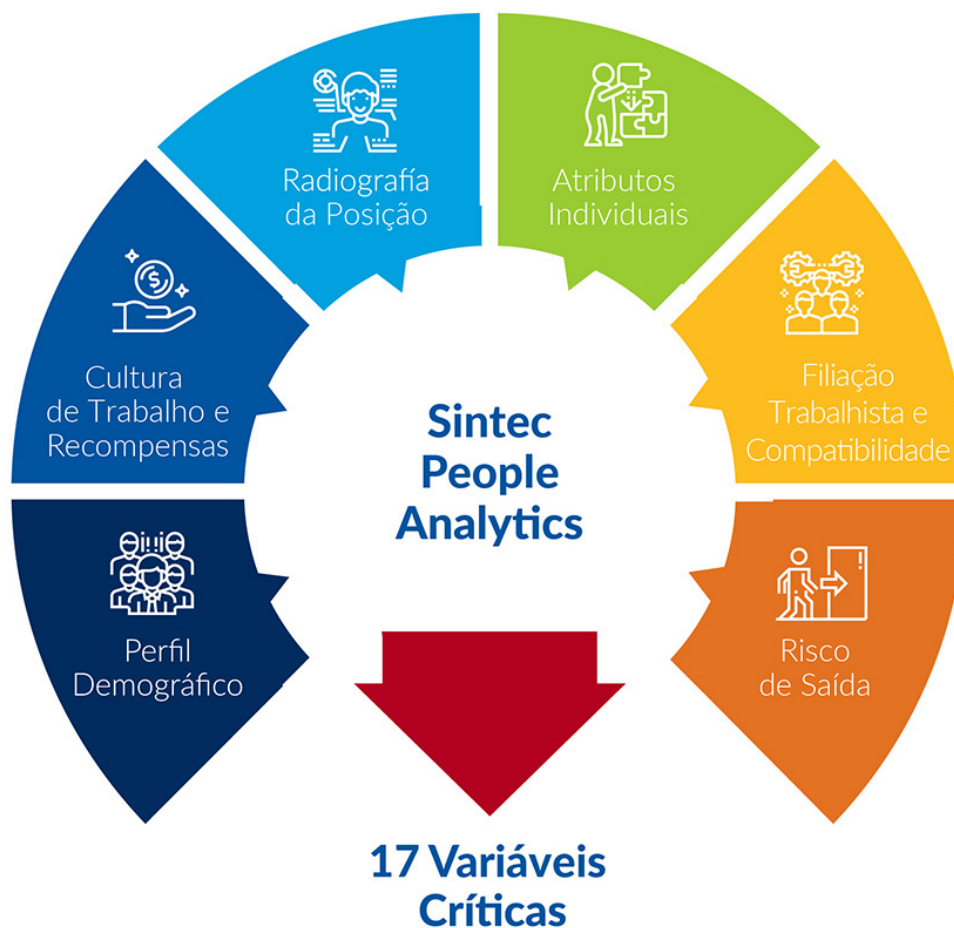 Radiografía
da Posição
Atributos
Individuais
Cultura
de Trabalho e
Recompensas
Filiação
Trabalhista e
Compatibilidade
Sintec
People
Analytics
Perfil
Demográfico
Risco
de Saída
17 Variáveis
Críticas